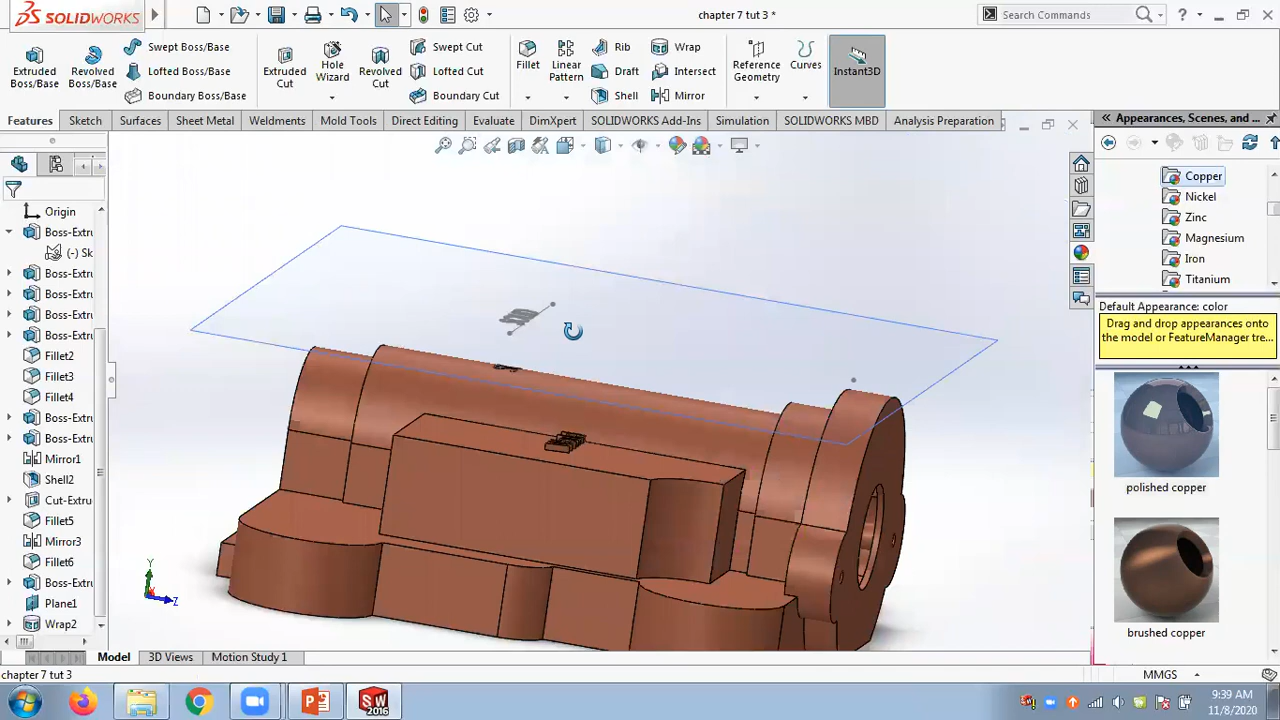 SOLIDWORKS
chapter 7 tut 3 *
Search Commands
Extruded Boss/Base
Revolved Boss/Base
Swept Boss/Base
Lofted Boss/Base
Boundary Boss/Base
Extruded Cut
Hole Wizard
Revolved Cut
Swept Cut
Lofted Cut
Boundary Cut
Fillet
Linear Pattern
Rib
Draft
Shell
Wrap
Intersect
Mirror
Reference Geometry
Curves
Instant3D
Features Sketch Surfaces Sheet Metal Weldments Mold Tools Direct Editing Evaluate DimXpert SOLIDWORKS Add-Ins Simulation SOLIDWORKS MBD Analysis Preparation
Origin
Boss-Extru
(-) Sk
Boss-Extru
Boss-Extru
Boss-Extru
Boss-Extru
Fillet2
Fillet3
Fillet4
Boss-Extru
Boss-Extru
Mirror1
Shell2
Cut-Extru
Fillet5
Mirror3
Fillet6
Boss-Extru
Plane1
Wrap2
Y
Z
Appearances, Scenes, and ...
Copper
Nickel
Zinc
Magnesium
Iron
Titanium
Default Appearance: color
Drag and drop appearances onto
the model or FeatureManager tre...
polished copper
brushed copper
Model 3D Views Motion Study 1
chapter 7 tut 3
MMGS
SW
2016
9:39 AM
11/8/2020